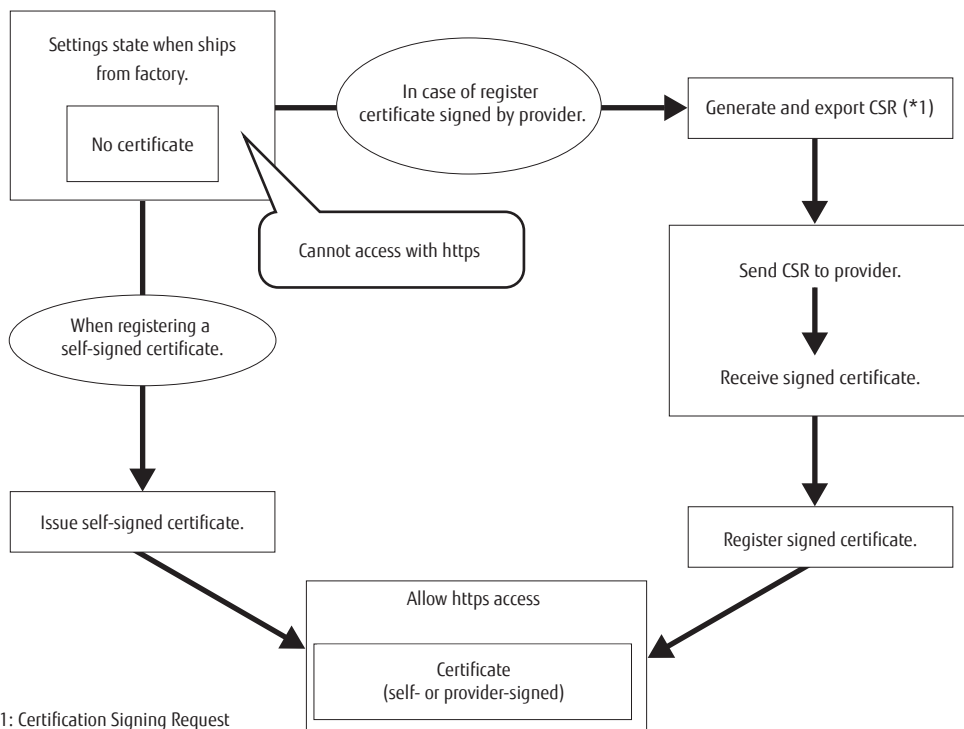 Settings state when ships
from factory.
No certificate
In case of register
certificate signed by provider.
Generate and export CSR (*1)
Cannot access with https
Send CSR to provider.
Receive signed certificate.
When registering a
self-signed certificate.
Issue self-signed certificate.
Register signed certificate.
Allow https access
Certificate
(self- or provider-signed)
1: Certification Signing Request